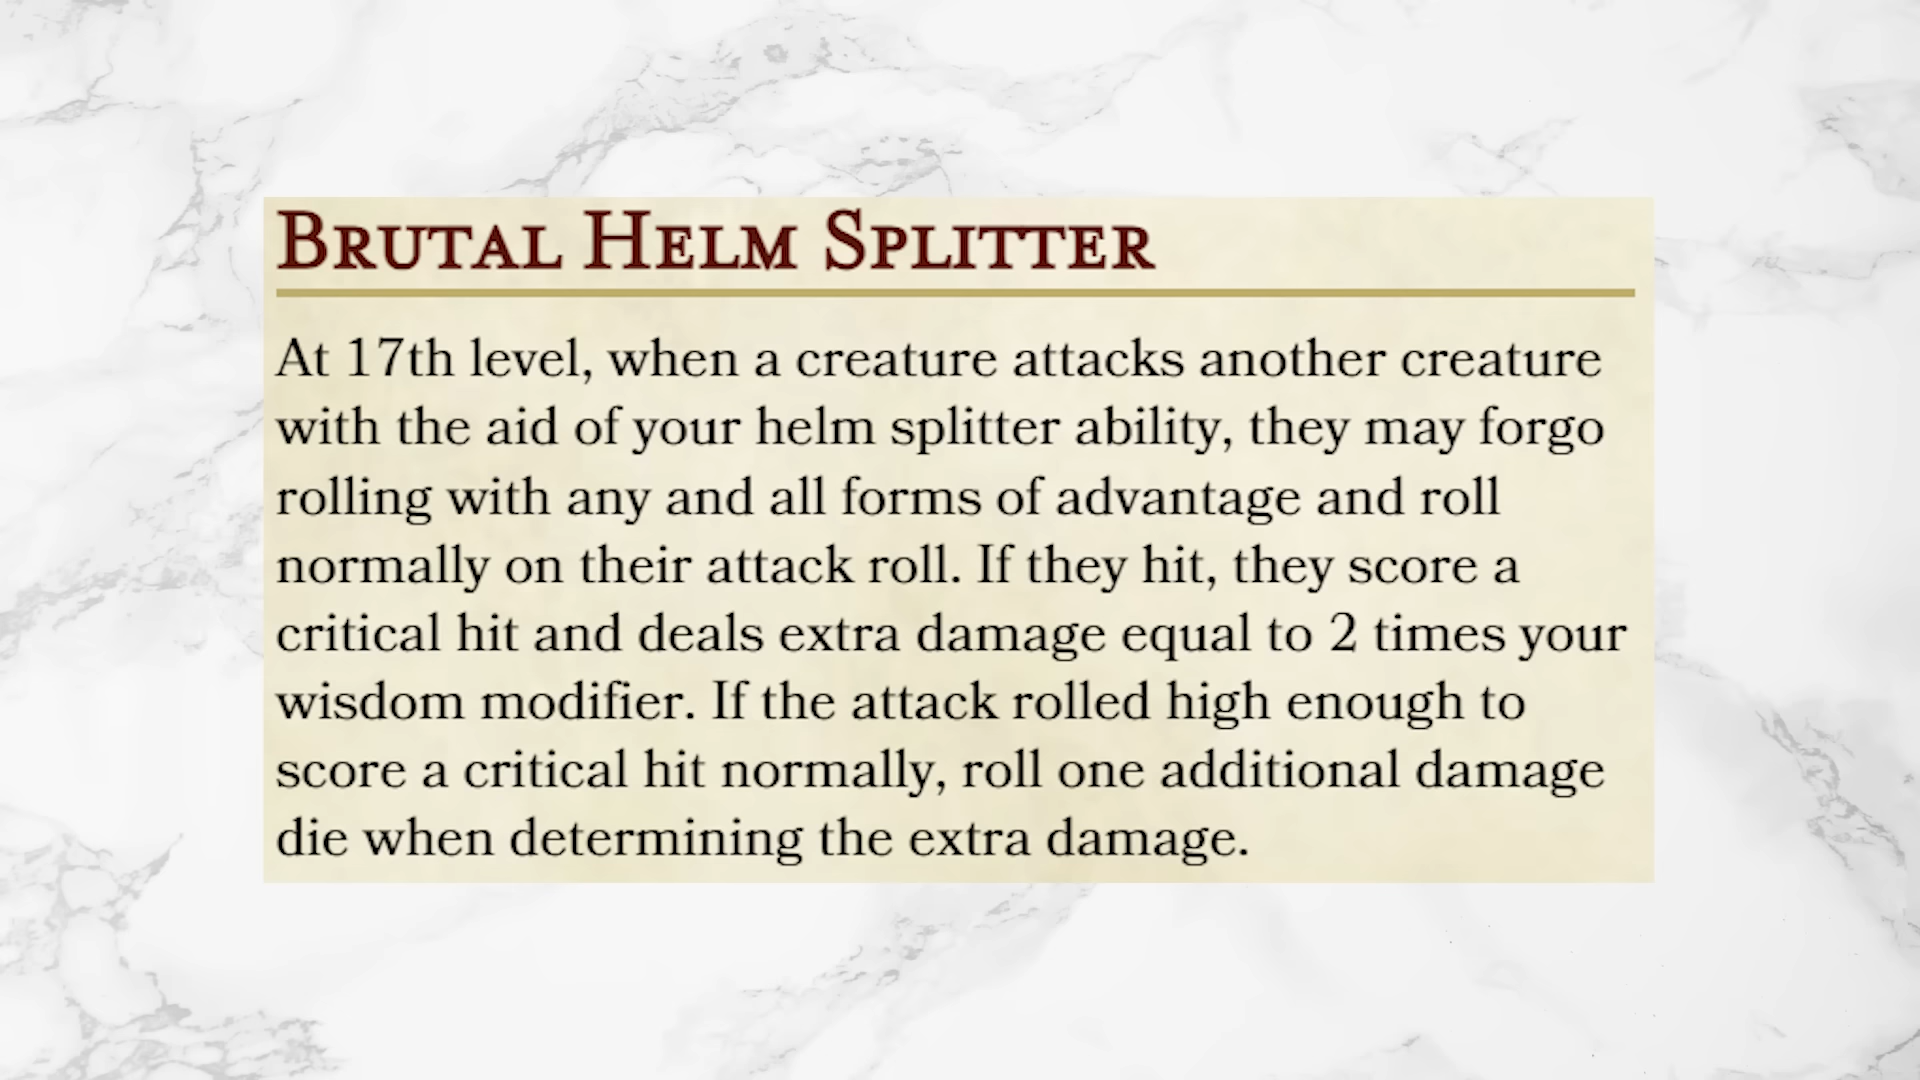 Brutal Helm Splitter
At 17th level, when a creature attacks another creature
with the aid of your helm splitter ability, they may forgo
rolling with any and all forms of advantage and roll
normally on their attack roll. If they hit, they score a
critical hit and deals extra damage equal to 2 times your
wisdom modifier. If the attack rolled high enough to
score a critical hit normally, roll one additional damage
die when determining the extra damage.